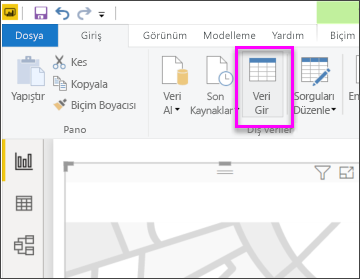 Dosya Giriş Görünüm Modelleme Yardım Biçim
Yapıştır
Kes
Kopyala
Biçim Boyacısı
Pano
Veri
Al
Son
Kaynaklar
Veri
Gir
Sorguları
Düzenle
Dış veriler